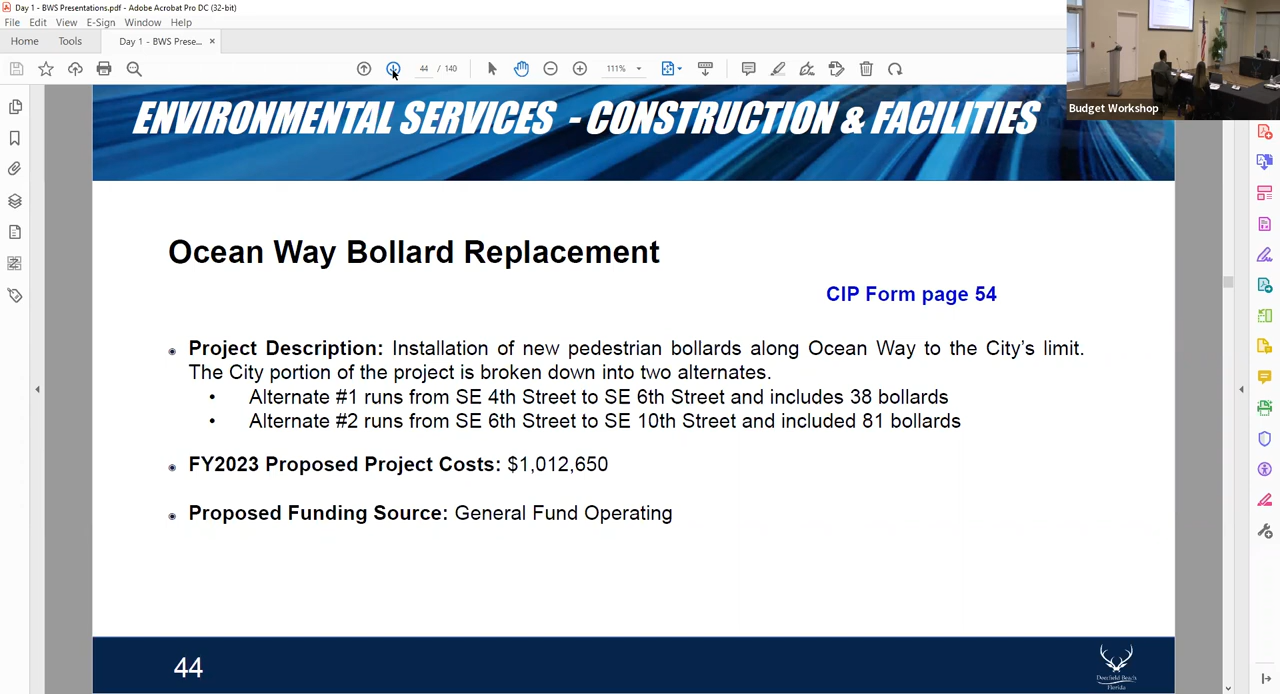 Day 1 - BWS Presentations.pdf - Adobe Acrobat Pro DC (32-bit)
File Edit View E-Sign Window Help
Home Tools Day 1 - BWS Prese... ×
44 / 140 111%
Budget Workshop
ENVIRONMENTAL SERVICES - CONSTRUCTION & FACILITIES
Ocean Way Bollard Replacement
CIP Form page 54
Project Description: Installation of new pedestrian bollards along Ocean Way to the City’s limit.
The City portion of the project is broken down into two alternates.
• Alternate #1 runs from SE 4th Street to SE 6th Street and includes 38 bollards
• Alternate #2 runs from SE 6th Street to SE 10th Street and included 81 bollards
FY2023 Proposed Project Costs: $1,012,650
Proposed Funding Source: General Fund Operating
44
Deerfield Beach
Florida